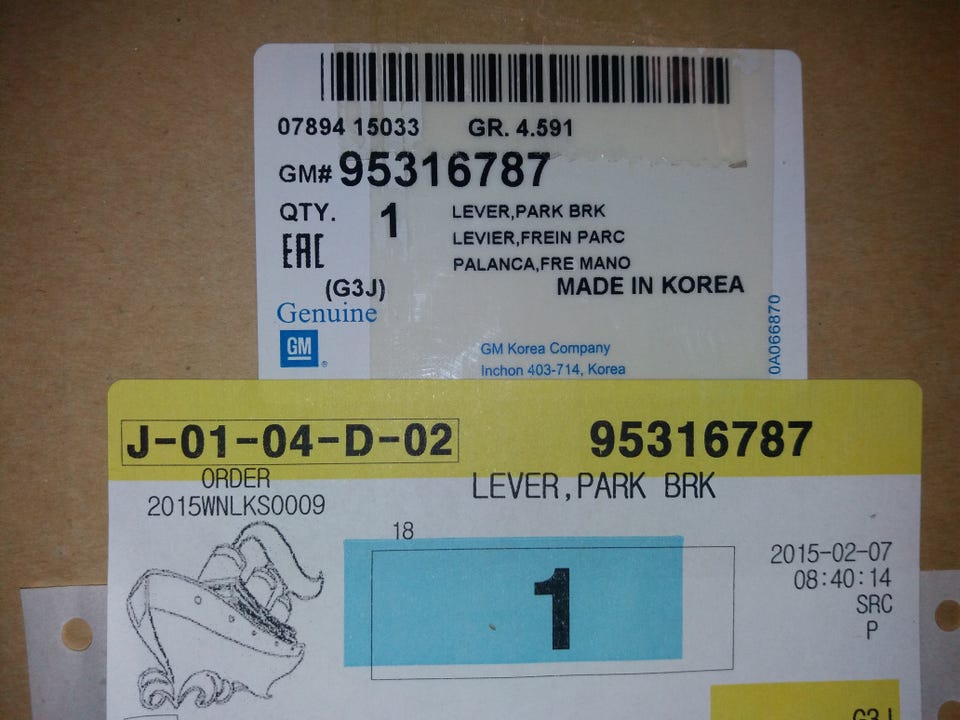 07894 15033 GR. 4.591
GM# 95316787
QTY. 1 LEVER,PARK BRK
LEVIER,FREIN PARC
EAC
PALANCA,FRE MANO
(G3J) MADE IN KOREA
Genuine
GM ®
GM Korea Company
Inchon 403-714, Korea
0A066870
J-01-04-D-02 95316787
ORDER LEVER,PARK BRK
2015WNLKS0009
18
1
2015-02-07
08:40:14
SRC
P
G3J